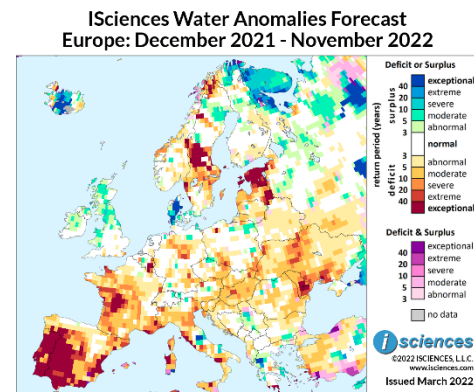 ISciences Water Anomalies Forecast
Europe: December 2021 - November 2022
Deficit or Surplus
return period (years)
surplus
deficit
40
20
10
5
3
3
5
10
20
40
exceptional
extreme
severe
moderate
abnormal
normal
abnormal
moderate
severe
extreme
exceptional
Deficit & Surplus
40
20
10
5
3
exceptional
extreme
severe
moderate
abnormal
no data
isciences
©2022 ISCIENCES, L.L.C.
www.isciences.com
Issued March 2022